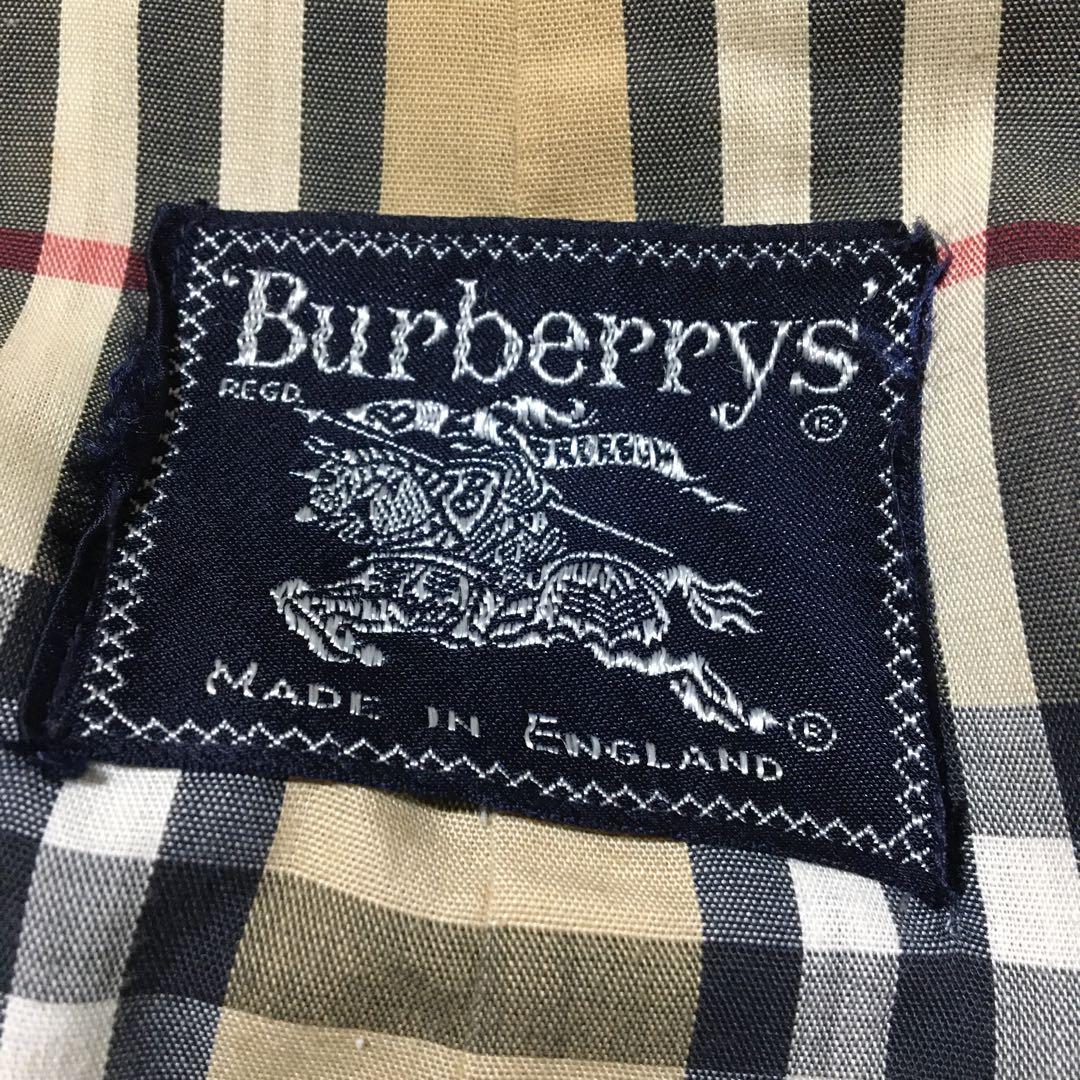 'Burberrys'
REGD. ®
MADE IN ENGLAND ®